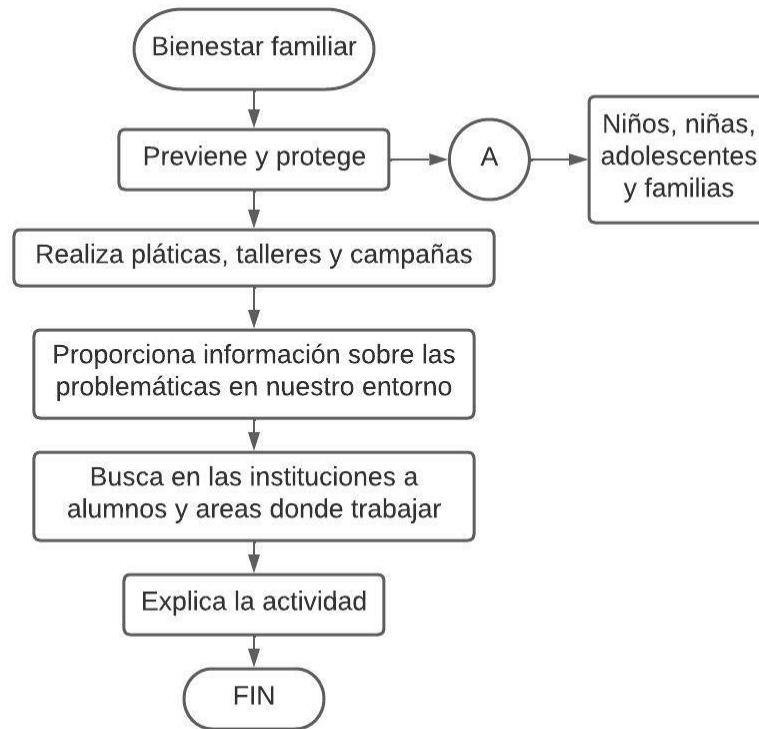 Bienestar familiar
Previene y protege
A
Niños, niñas,
adolescentes
y familias
Realiza pláticas, talleres y campañas
Proporciona información sobre las
problemáticas en nuestro entorno
Busca en las instituciones a
alumnos y areas donde trabajar
Explica la actividad
FIN